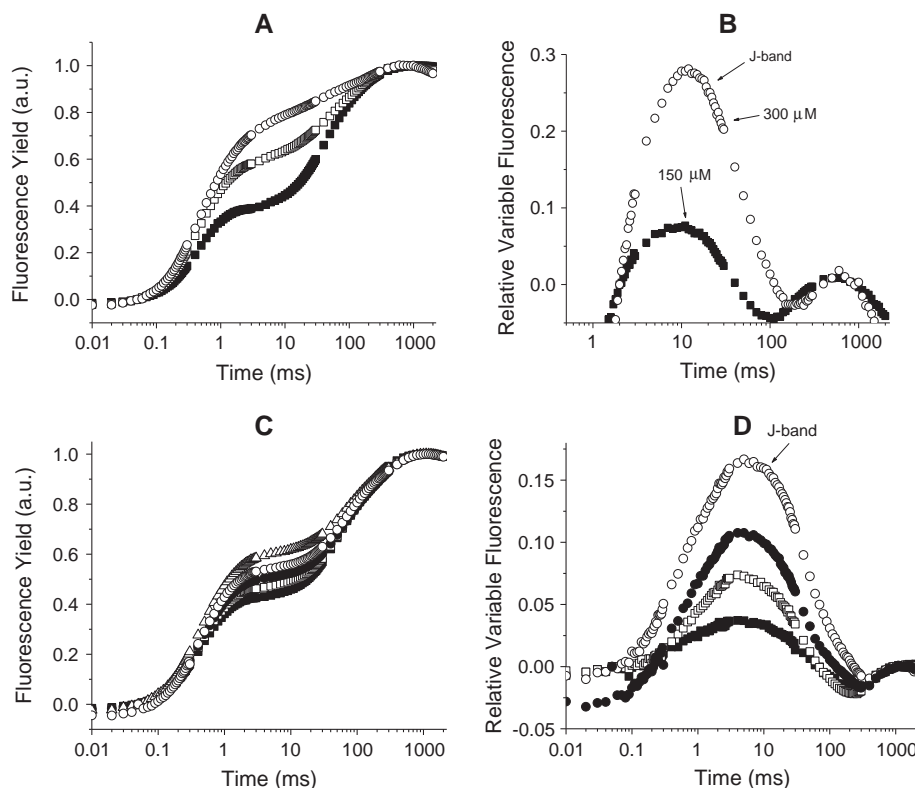 A
Fluorescence Yield (a.u.)
1.0
0.8
0.6
0.4
0.2
0.0
0.01 0.1 1 10 100 1000
Time (ms)
B
Relative Variable Fluorescence
0.3
0.2
0.1
0.0
J-band
300 μM
150 μM
1 10 100 1000
Time (ms)
C
Fluorescence Yield (a.u.)
1.0
0.8
0.6
0.4
0.2
0.0
0.01 0.1 1 10 100 1000
Time (ms)
D
Relative Variable Fluorescence
0.15
0.10
0.05
0.00
-0.05
J-band
0.01 0.1 1 10 100 1000
Time (ms)